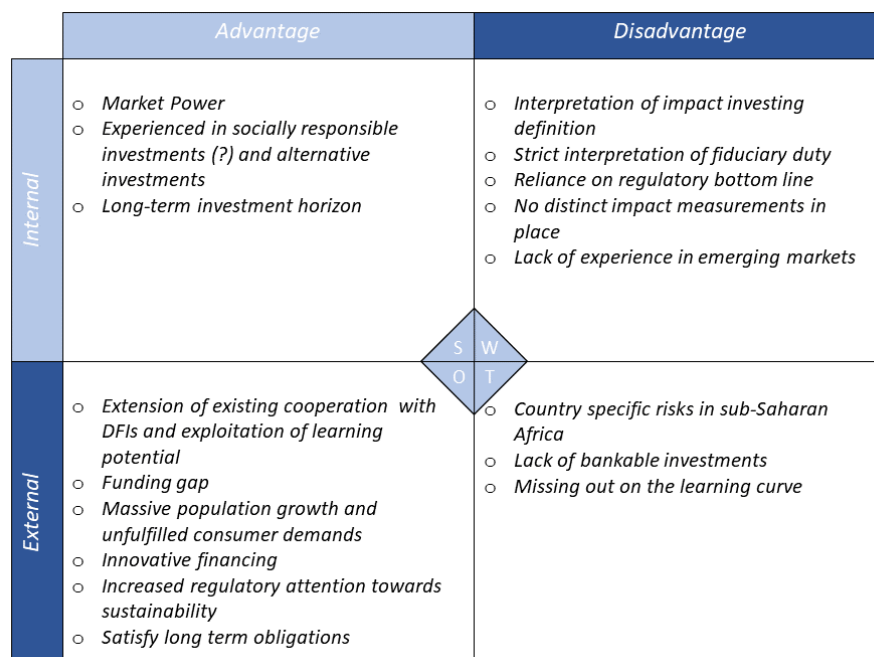 Advantage
Disadvantage
Internal
o Market Power
o Experienced in socially responsible
investments (?) and alternative
investments
o Long-term investment horizon
o Interpretation of impact investing
definition
o Strict interpretation of fiduciary duty
o Reliance on regulatory bottom line
o No distinct impact measurements in
place
o Lack of experience in emerging markets
S W
O T
External
o Extension of existing cooperation with
DFIs and exploitation of learning
potential
o Funding gap
o Massive population growth and
unfulfilled consumer demands
o Innovative financing
o Increased regulatory attention towards
sustainability
o Satisfy long term obligations
o Country specific risks in sub-Saharan
Africa
o Lack of bankable investments
o Missing out on the learning curve